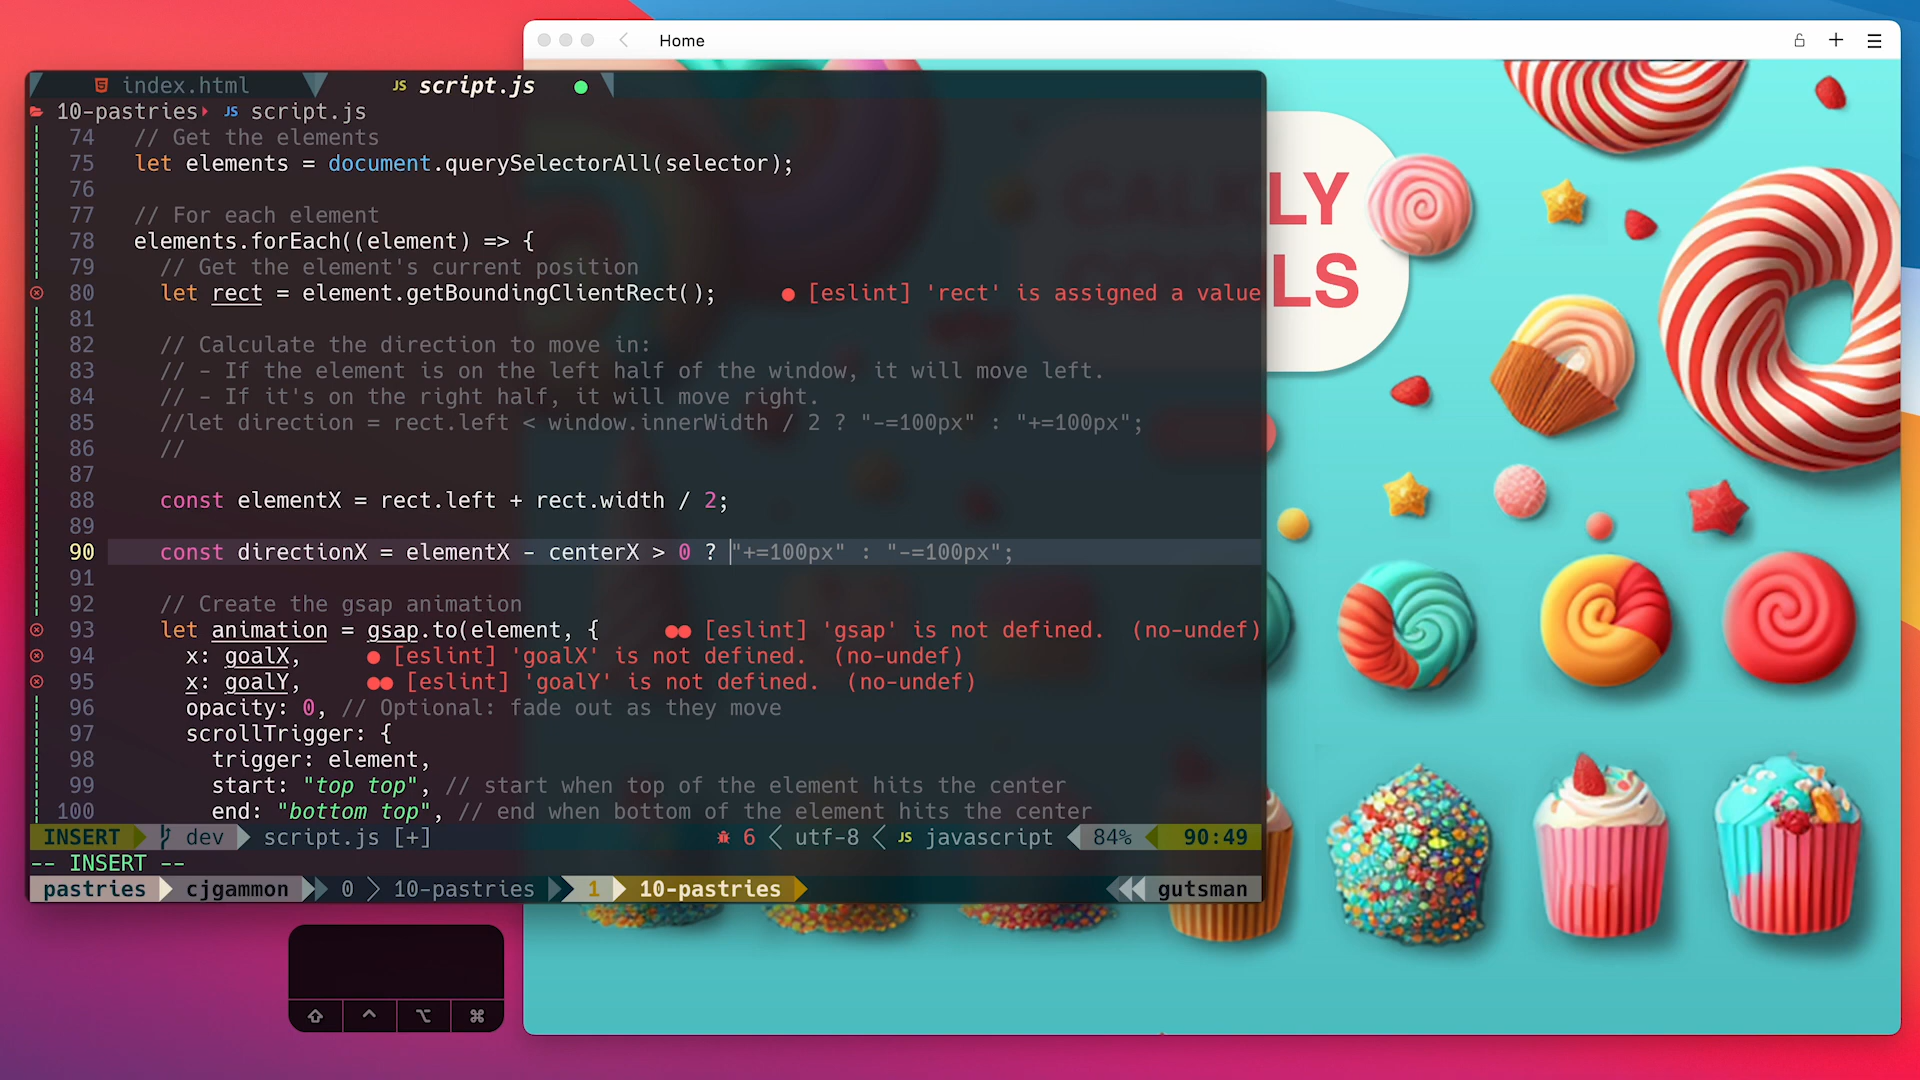 Home
index.html
JS script.js
10-pastries JS script.js
74 // Get the elements
75 let elements = document.querySelectorAll(selector);
76
77 // For each element
78 elements.forEach((element) => {
79 // Get the element's current position
80 let rect = element.getBoundingClientRect(); ● [eslint] 'rect' is assigned a value
81
82 // Calculate the direction to move in:
83 // - If the element is on the left half of the window, it will move left.
84 // - If it's on the right half, it will move right.
85 //let direction = rect.left < window.innerWidth / 2 ? "-=100px" : "+=100px";
86 //
87
88 const elementX = rect.left + rect.width / 2;
89
90 const directionX = elementX - centerX > 0 ? "+=100px" : "-=100px";
91
92 // Create the gsap animation
93 let animation = gsap.to(element, { ●● [eslint] 'gsap' is not defined. (no-undef)
94 x: goalX, ● [eslint] 'goalX' is not defined. (no-undef)
95 x: goalY, ●● [eslint] 'goalY' is not defined. (no-undef)
96 opacity: 0, // Optional: fade out as they move
97 scrollTrigger: {
98 trigger: element,
99 start: "top top", // start when top of the element hits the center
100 end: "bottom top", // end when bottom of the element hits the center
INSERT dev script.js [+] 6 utf-8 JS javascript 84% 90:49
-- INSERT --
pastries cjgammon 0 10-pastries 1 10-pastries gutsman
LY
LS